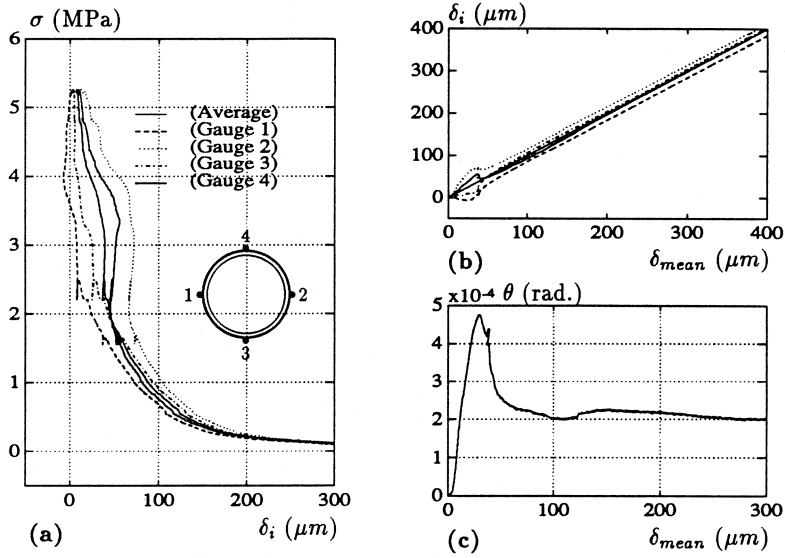 σ (MPa)
6
5
4
3
2
1
0
(Average)
(Gauge 1)
(Gauge 2)
(Gauge 3)
(Gauge 4)
4
1
2
3
0
100
200
300
(a)
δi (μm)
δi (μm)
400
300
200
100
0
0
100
200
300
400
(b)
δmean (μm)
x10-4 θ (rad.)
5
4
3
2
1
0
0
100
200
300
(c)
δmean (μm)